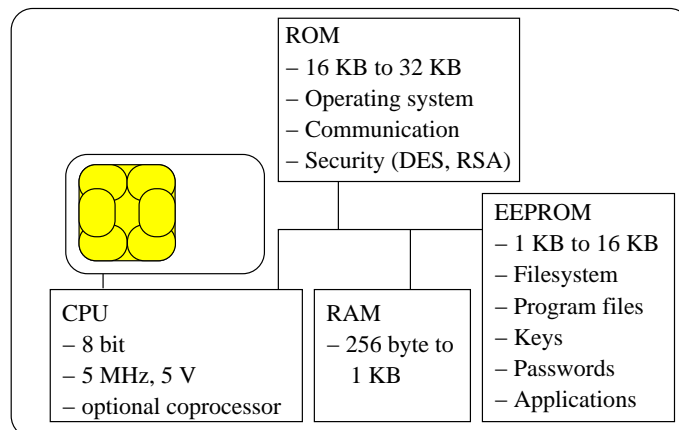 ROM
– 16 KB to 32 KB
– Operating system
– Communication
– Security (DES, RSA)
EEPROM
– 1 KB to 16 KB
– Filesystem
– Program files
– Keys
– Passwords
– Applications
CPU
– 8 bit
– 5 MHz, 5 V
– optional coprocessor
RAM
– 256 byte to
1 KB